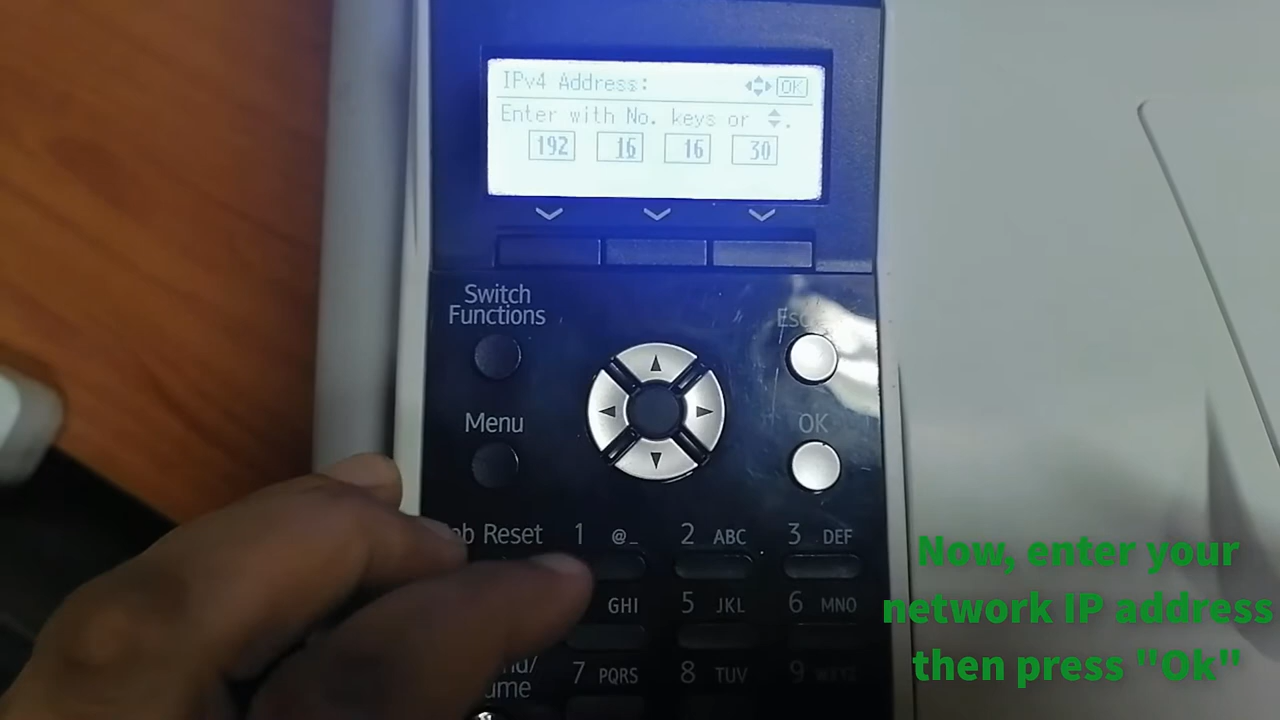 IPv4 Address:
OK
Enter with No. keys or
192 16 16 30
Switch
Functions
Menu
OK
Reset
1 @_ 2 ABC 3 DEF
GHI 5 JKL 6 MNO
7 PQRS 8 TUV 9
Now, enter your
network IP address
then press "Ok"